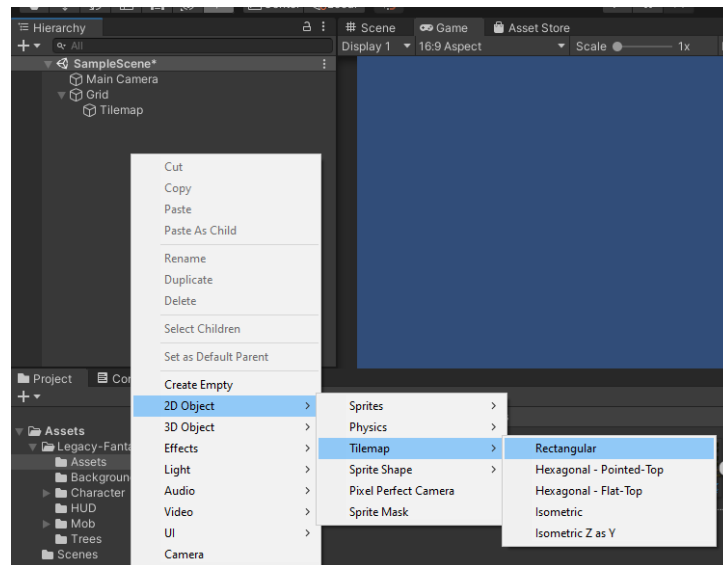 Hierarchy
# Scene
Game
Asset Store
All
Display 1
16:9 Aspect
Scale
1x
SampleScene*
Main Camera
Grid
Tilemap
Cut
Copy
Paste
Paste As Child
Rename
Duplicate
Delete
Select Children
Set as Default Parent
Project
Create Empty
2D Object
Sprites
3D Object
Physics
Assets
Effects
Tilemap
Rectangular
Legacy-Fanta
Light
Sprite Shape
Hexagonal - Pointed-Top
Assets
Audio
Pixel Perfect Camera
Hexagonal - Flat-Top
Backgroun
Video
Sprite Mask
Isometric
Character
UI
Isometric Z as Y
HUD
Camera
Mob
Trees
Scenes